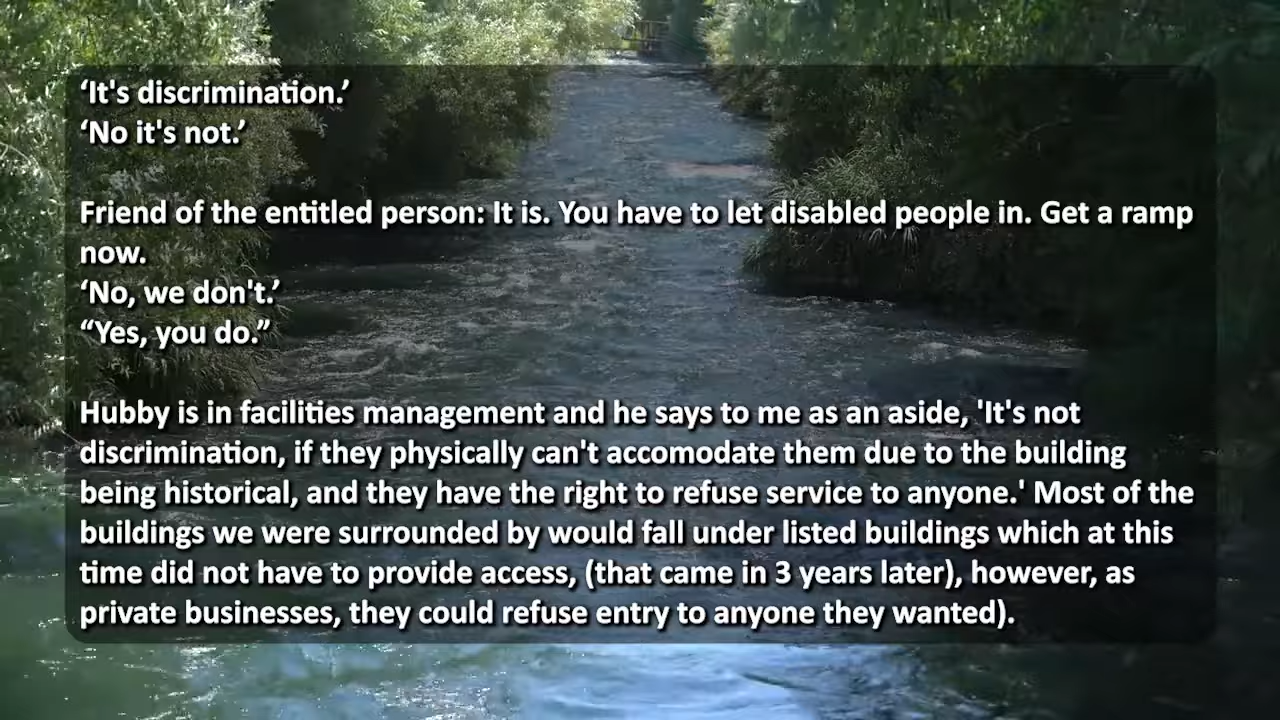 ‘It's discrimination.’
‘No it's not.’
Friend of the entitled person: It is. You have to let disabled people in. Get a ramp
now.
‘No, we don't.’
“Yes, you do.”
Hubby is in facilities management and he says to me as an aside, 'It's not
discrimination, if they physically can't accomodate them due to the building
being historical, and they have the right to refuse service to anyone.' Most of the
buildings we were surrounded by would fall under listed buildings which at this
time did not have to provide access, (that came in 3 years later), however, as
private businesses, they could refuse entry to anyone they wanted).